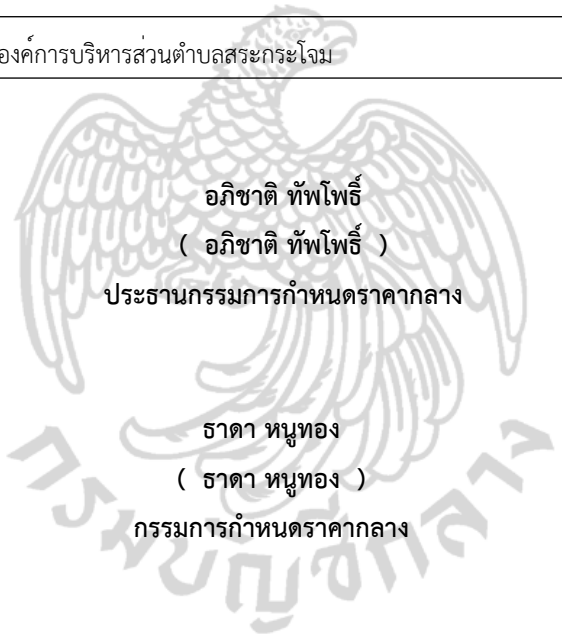 องค์การบริหารส่วนตำบลสระกระโจม
อภิชาติ ทัพโพธิ์
( อภิชาติ ทัพโพธิ์ )
ประธานกรรมการกำหนดราคากลาง
ธาดา หนูทอง
( ธาดา หนูทอง )
กรรมการกำหนดราคากลาง
กรมบัญชีกลาง